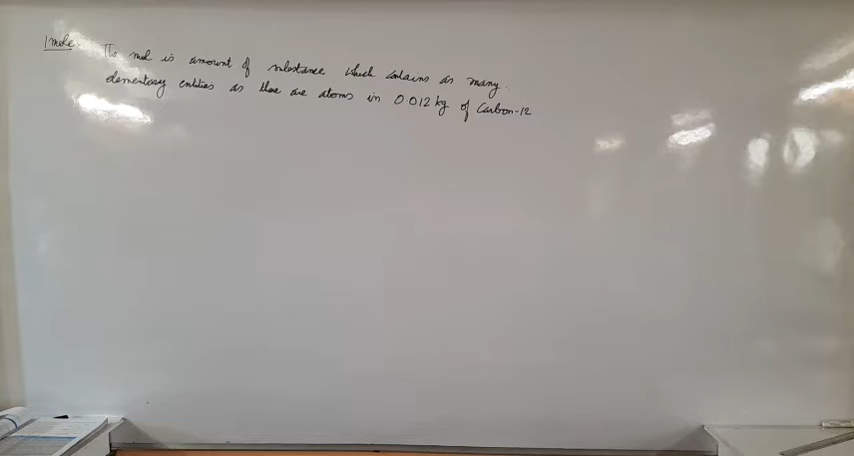 1 mole: The mol is amount of substance which contains as many
elementary entities as there are atoms in 0.012 kg of Carbon-12